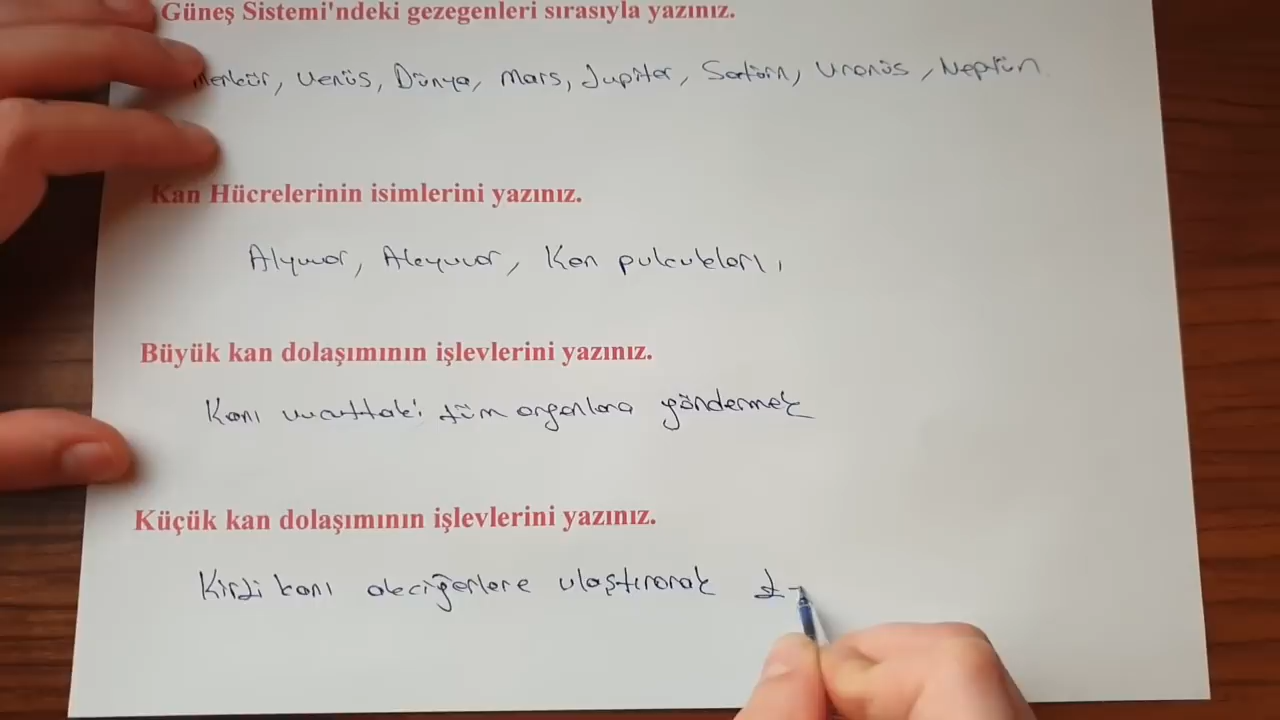 Güneş Sistemi'ndeki gezegenleri sırasıyla yazınız.
Merkür, Venüs, Dünya, Mars, Jupiter, Satürn, Uranüs, Neptün
Kan Hücrelerinin isimlerini yazınız.
Alyuvar, Akyuvar, Kan pulcukları,
Büyük kan dolaşımının işlevlerini yazınız.
Kanı vucuttaki tüm organlara göndermek
Küçük kan dolaşımının işlevlerini yazınız.
Kirli kanı akciğerlere ulaştırarak